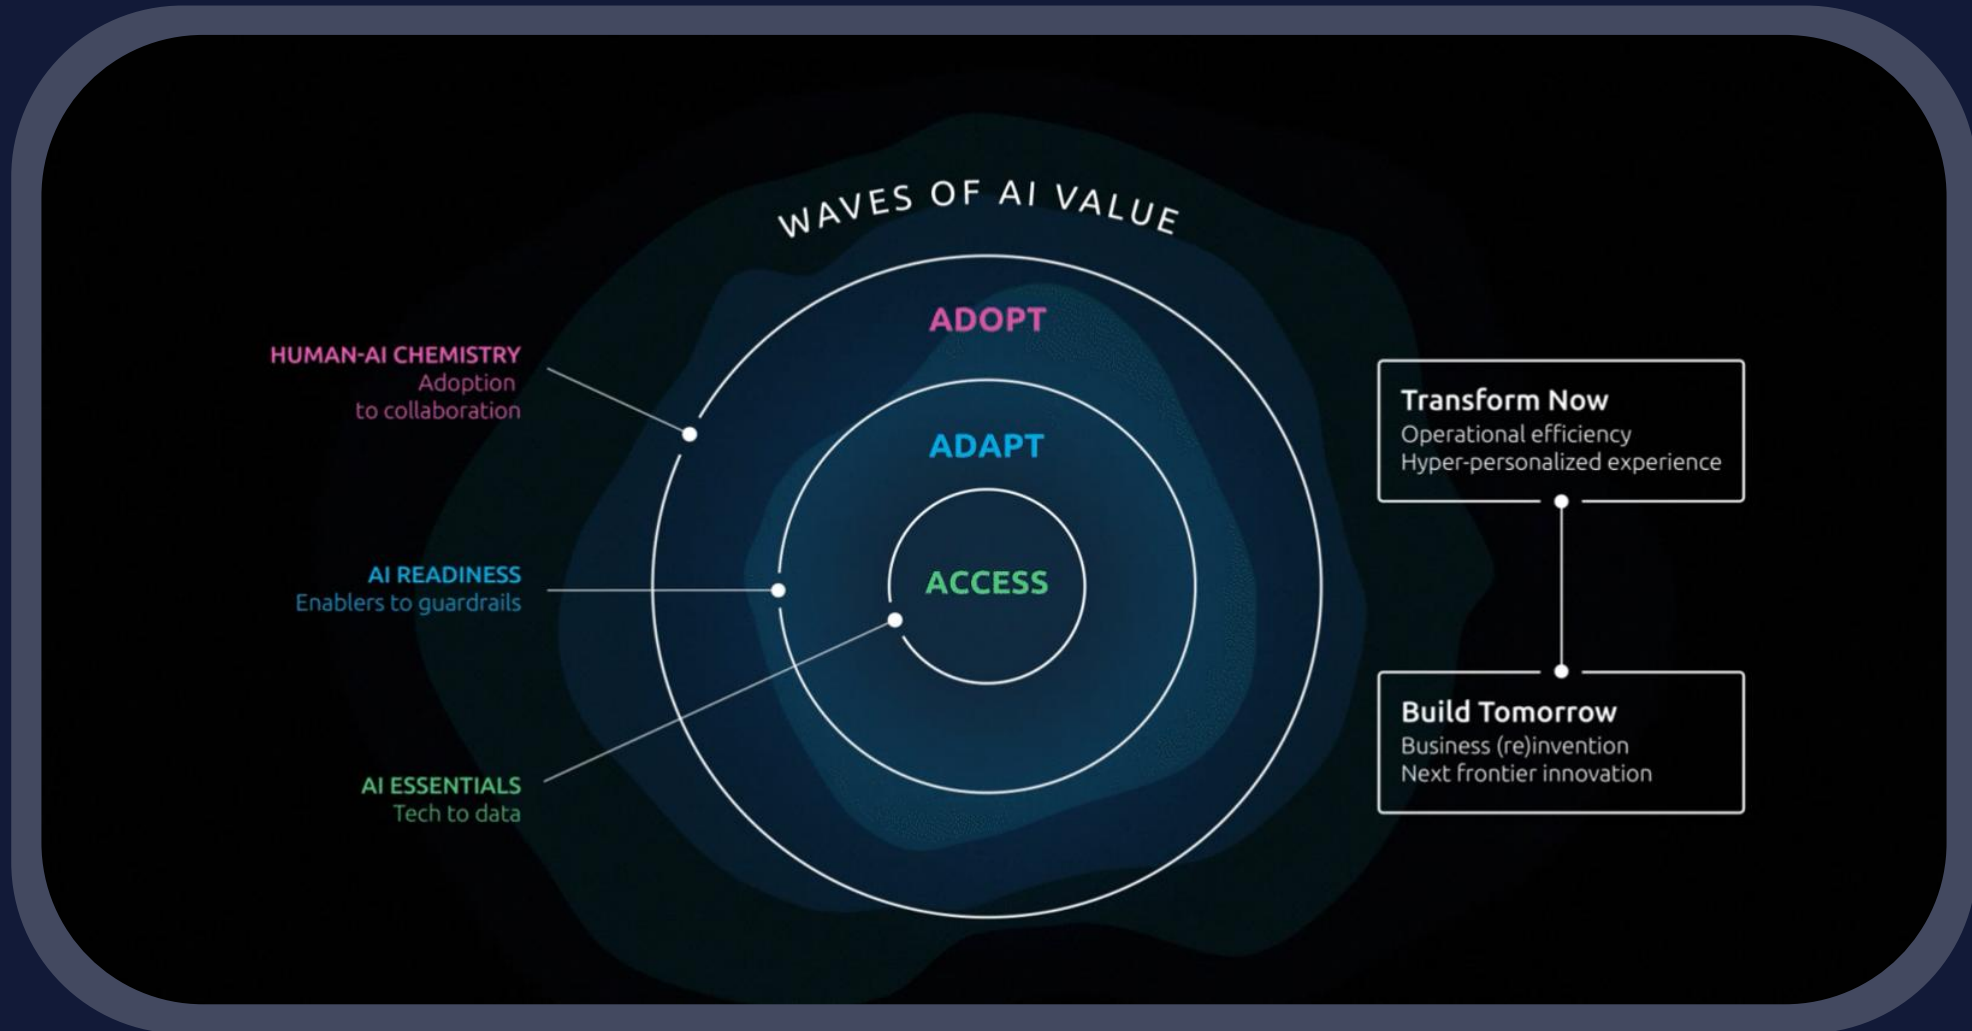 WAVES OF AI VALUE
ADOPT
ADAPT
ACCESS
HUMAN-AI CHEMISTRY
Adoption
to collaboration
AI READINESS
Enablers to guardrails
AI ESSENTIALS
Tech to data
Transform Now
Operational efficiency
Hyper-personalized experience
Build Tomorrow
Business (re)invention
Next frontier innovation